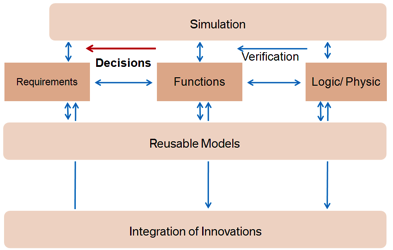 Simulation
Decisions
Verification
Requirements
Functions
Logic/ Physic
Reusable Models
Integration of Innovations